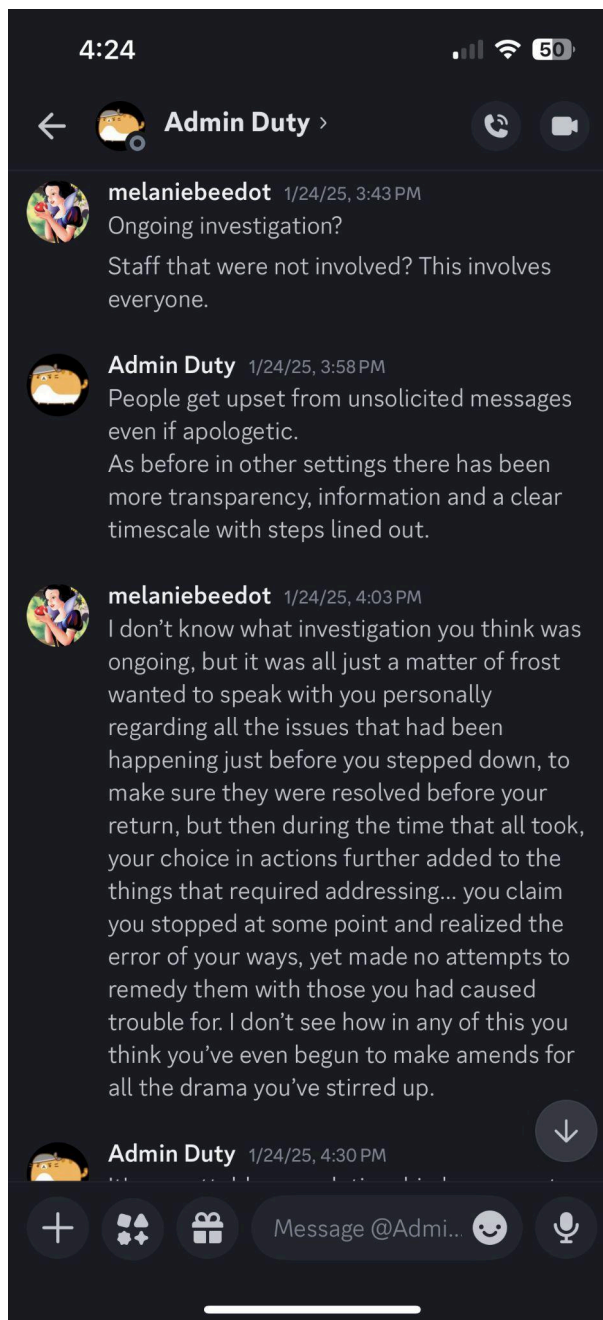 4:24
50
Admin Duty >
melaniebeedot 1/24/25, 3:43 PM
Ongoing investigation?
Staff that were not involved? This involves
everyone.
Admin Duty 1/24/25, 3:58 PM
People get upset from unsolicited messages
even if apologetic.
As before in other settings there has been
more transparency, information and a clear
timescale with steps lined out.
melaniebeedot 1/24/25, 4:03 PM
I don’t know what investigation you think was
ongoing, but it was all just a matter of frost
wanted to speak with you personally
regarding all the issues that had been
happening just before you stepped down, to
make sure they were resolved before your
return, but then during the time that all took,
your choice in actions further added to the
things that required addressing... you claim
you stopped at some point and realized the
error of your ways, yet made no attempts to
remedy them with those you had caused
trouble for. I don’t see how in any of this you
think you’ve even begun to make amends for
all the drama you’ve stirred up.
Admin Duty 1/24/25, 4:30 PM
Message @Admi...